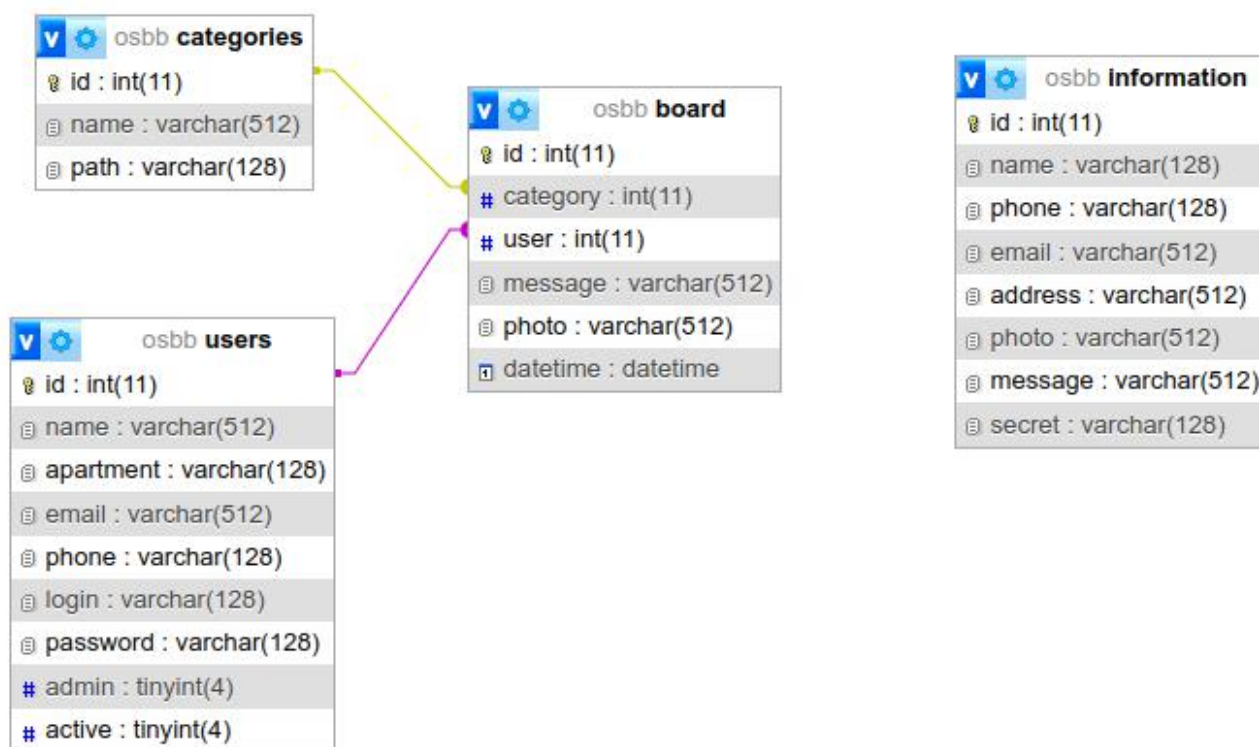 v osbb categories
id : int(11)
name : varchar(512)
path : varchar(128)
v osbb board
id : int(11)
# category : int(11)
# user : int(11)
message : varchar(512)
photo : varchar(512)
datetime : datetime
v osbb information
id : int(11)
name : varchar(128)
phone : varchar(128)
email : varchar(512)
address : varchar(512)
photo : varchar(512)
message : varchar(512)
secret : varchar(128)
v osbb users
id : int(11)
name : varchar(512)
apartment : varchar(128)
email : varchar(512)
phone : varchar(128)
login : varchar(128)
password : varchar(128)
# admin : tinyint(4)
# active : tinyint(4)